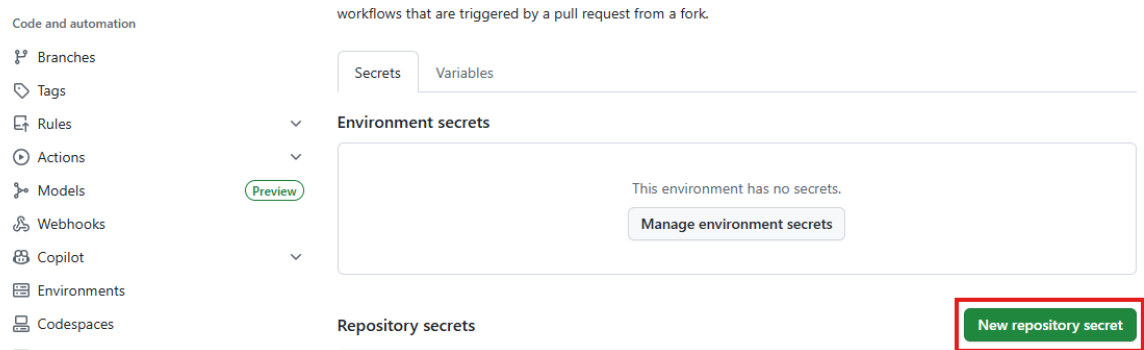 Code and automation
Branches
Tags
Rules
Actions
Models
Preview
Webhooks
Copilot
Environments
Codespaces
workflows that are triggered by a pull request from a fork.
Secrets
Variables
Environment secrets
This environment has no secrets.
Manage environment secrets
Repository secrets
New repository secret